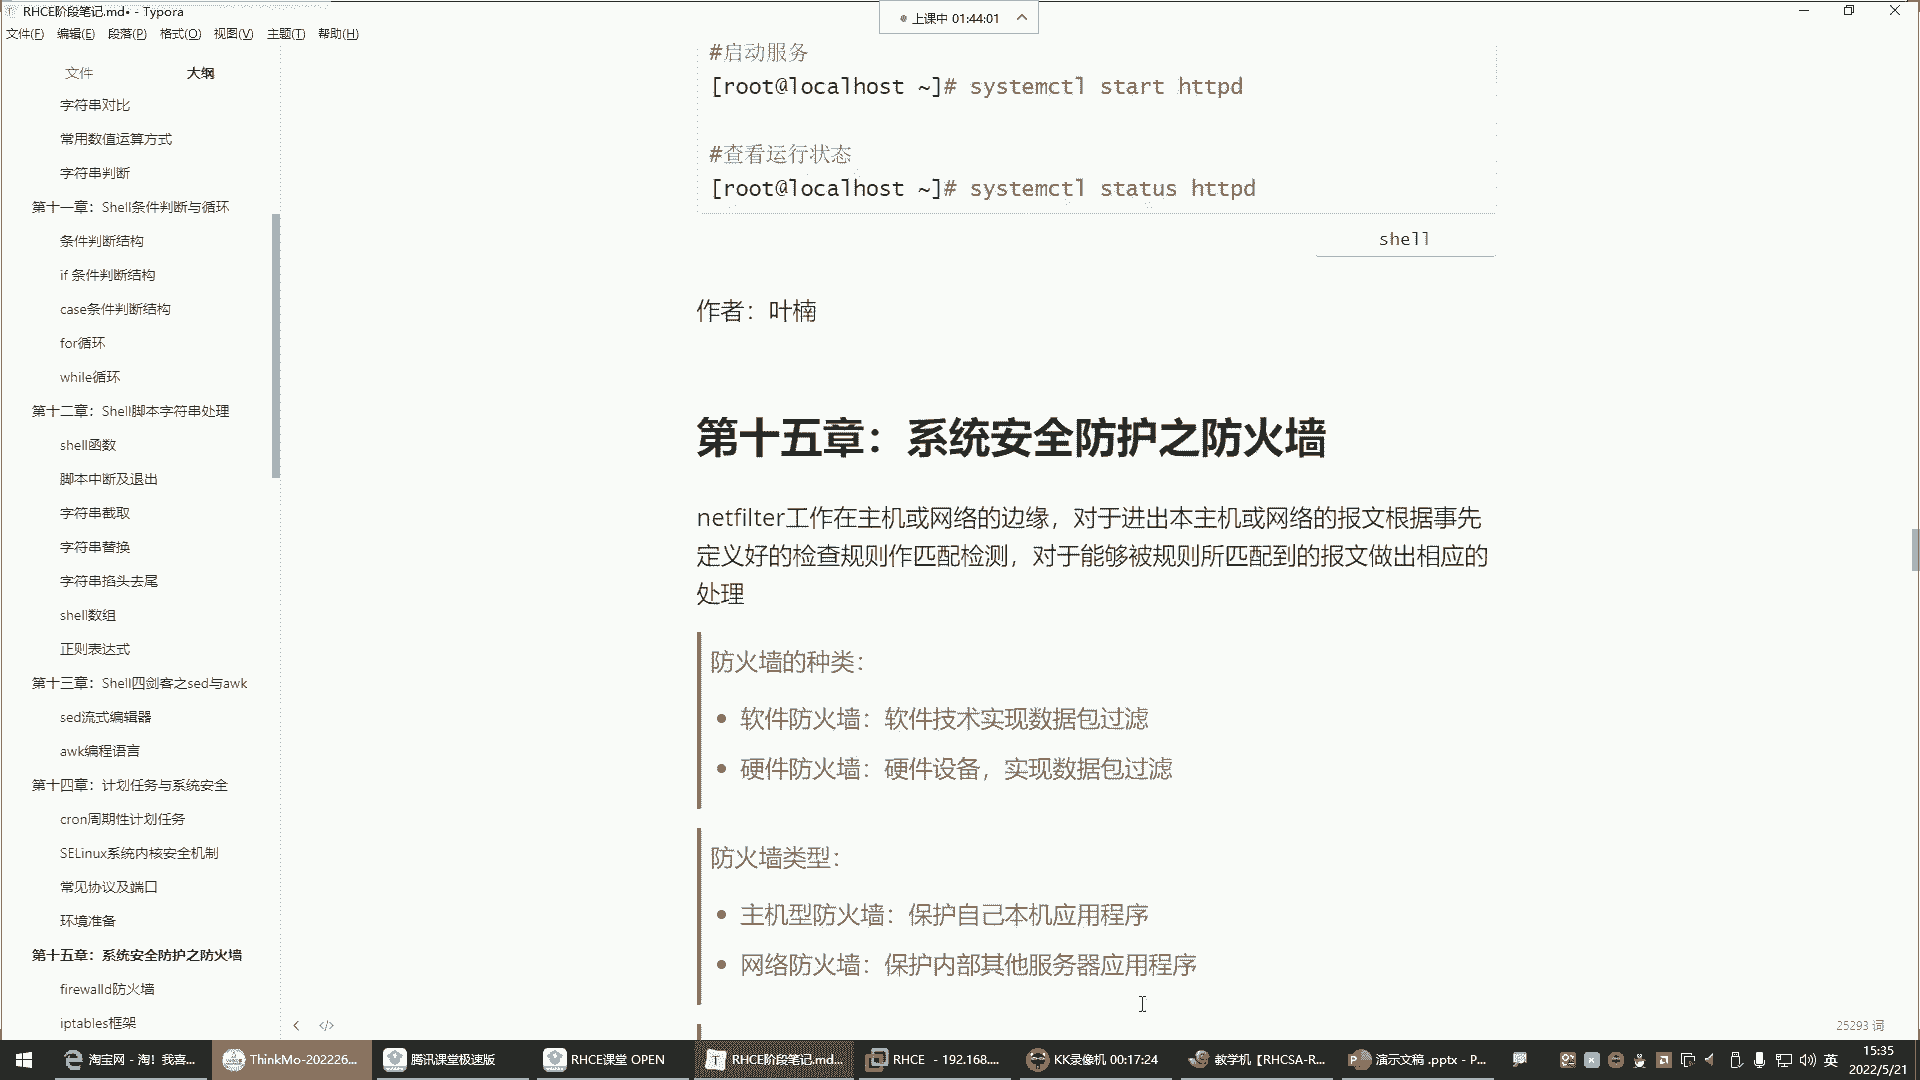 RHCE阶段笔记.md• - Typora
上课中 01:44:01
文件(F) 编辑(E) 段落(P) 格式(O) 视图(V) 主题(T) 帮助(H)
文件 大纲
字符串对比
常用数值运算方式
字符串判断
第十一章：Shell条件判断与循环
条件判断结构
if 条件判断结构
case条件判断结构
for循环
while循环
第十二章：Shell脚本字符串处理
shell函数
脚本中断及退出
字符串截取
字符串替换
字符串掐头去尾
shell数组
正则表达式
第十三章：Shell四剑客之sed与awk
sed流式编辑器
awk编程语言
第十四章：计划任务与系统安全
cron周期性计划任务
SELinux系统内核安全机制
常见协议及端口
环境准备
第十五章：系统安全防护之防火墙
firewalld防火墙
iptables框架
#启动服务
[root@localhost ~]# systemctl start httpd
#查看运行状态
[root@localhost ~]# systemctl status httpd
shell
作者：叶楠
第十五章：系统安全防护之防火墙
netfilter工作在主机或网络的边缘，对于进出本主机或网络的报文根据事先
定义好的检查规则作匹配检测，对于能够被规则所匹配到的报文做出相应的
处理
防火墙的种类：
• 软件防火墙：软件技术实现数据包过滤
• 硬件防火墙：硬件设备，实现数据包过滤
防火墙类型：
• 主机型防火墙：保护自己本机应用程序
• 网络防火墙：保护内部其他服务器应用程序
25293 词
淘宝网 - 淘！我喜... ThinkMo-202226... 腾讯课堂极速版 RHCE课堂 OPEN RHCE阶段笔记.md... RHCE - 192.168.... KK录像机 00:17:24 教学机【RHCSA-R... 演示文稿 .pptx - P... 英
15:35
2022/5/21